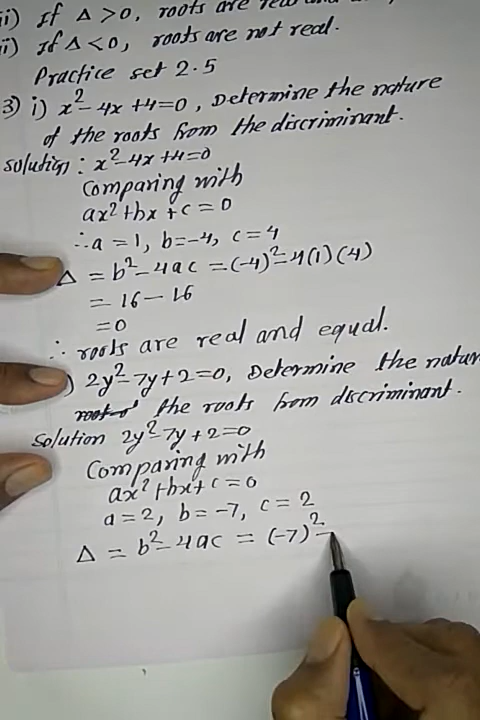 ii) If Δ >0, roots are real and
ii) If Δ <0, roots are not real.
Practice set 2.5
3) i) x²-4x+4=0, Determine the nature
of the roots from the discriminant.
solution: x²-4x+4=0
Comparing with
ax²+bx+c=0
∴a=1, b=-4, c=4
Δ = b²-4ac =(-4)²-4(1)(4)
= 16-16
=0
∴ roots are real and equal.
) 2y²-7y+2=0, Determine the natur
the roots from discriminant.
Solution 2y²-7y+2=0
Comparing with
ax²+bx+c=0
a=2, b=-7, c=2
Δ = b²-4ac = (-7)²-